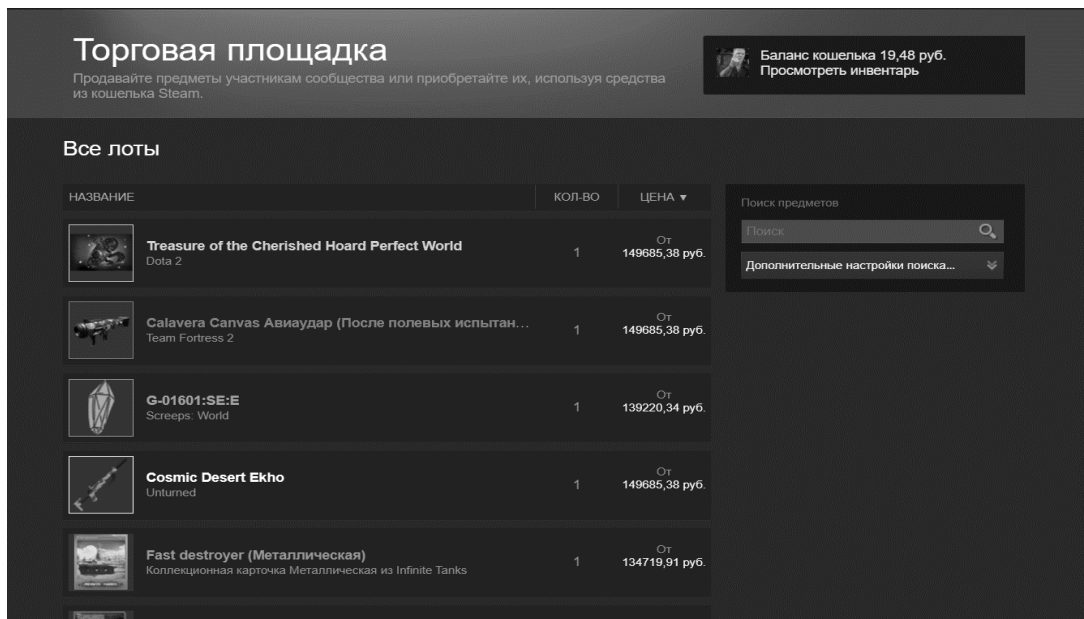 Торговая площадка
Продавайте предметы участникам сообщества или приобретайте их, используя средства
из кошелька Steam.
Баланс кошелька 19,48 руб.
Просмотреть инвентарь
Все лоты
НАЗВАНИЕ КОЛ-ВО ЦЕНА ▼
Поиск предметов
Поиск
Дополнительные настройки поиска...
Treasure of the Cherished Hoard Perfect World
Dota 2
1
От
149685,38 руб.
Calavera Canvas Авиаудар (После полевых испытан...
Team Fortress 2
1
От
149685,38 руб.
G-01601:SE:E
Screeps: World
1
От
139220,34 руб.
Cosmic Desert Ekho
Unturned
1
От
149685,38 руб.
Fast destroyer (Металлическая)
Коллекционная карточка Металлическая из Infinite Tanks
1
От
134719,91 руб.